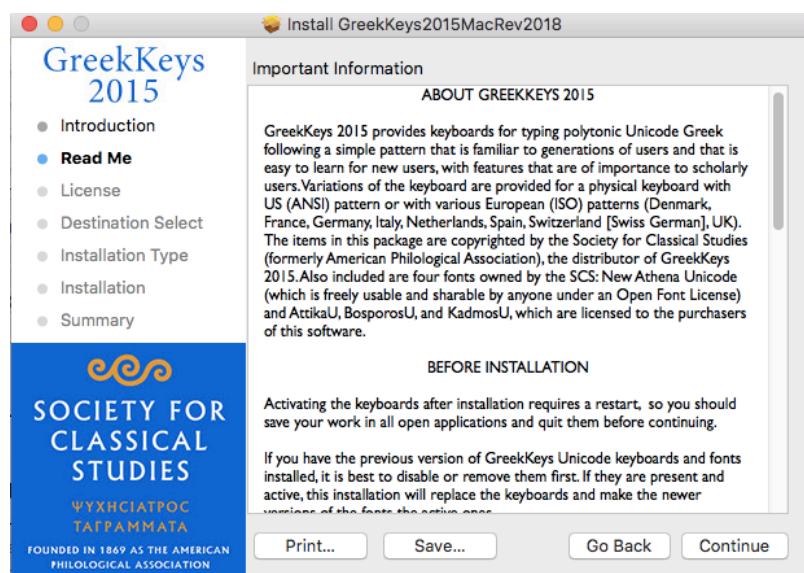 Install GreekKeys2015MacRev2018
GreekKeys
2015
Introduction
Read Me
License
Destination Select
Installation Type
Installation
Summary
SOCIETY FOR
CLASSICAL
STUDIES
ΨΥΧΗСΙΑΤΡΟС
ΤΑΓΡΑΜΜΑΤΑ
FOUNDED IN 1869 AS THE AMERICAN
PHILOLOGICAL ASSOCIATION
Important Information
ABOUT GREEKKEYS 2015
GreekKeys 2015 provides keyboards for typing polytonic Unicode Greek
following a simple pattern that is familiar to generations of users and that is
easy to learn for new users, with features that are of importance to scholarly
users. Variations of the keyboard are provided for a physical keyboard with
US (ANSI) pattern or with various European (ISO) patterns (Denmark,
France, Germany, Italy, Netherlands, Spain, Switzerland [Swiss German], UK).
The items in this package are copyrighted by the Society for Classical Studies
(formerly American Philological Association), the distributor of GreekKeys
2015. Also included are four fonts owned by the SCS: New Athena Unicode
(which is freely usable and sharable by anyone under an Open Font License)
and AttikaU, BosporosU, and KadmosU, which are licensed to the purchasers
of this software.
BEFORE INSTALLATION
Activating the keyboards after installation requires a restart, so you should
save your work in all open applications and quit them before continuing.
If you have the previous version of GreekKeys Unicode keyboards and fonts
installed, it is best to disable or remove them first. If they are present and
active, this installation will replace the keyboards and make the newer
versions of the fonts the active ones.
Print...
Save...
Go Back
Continue